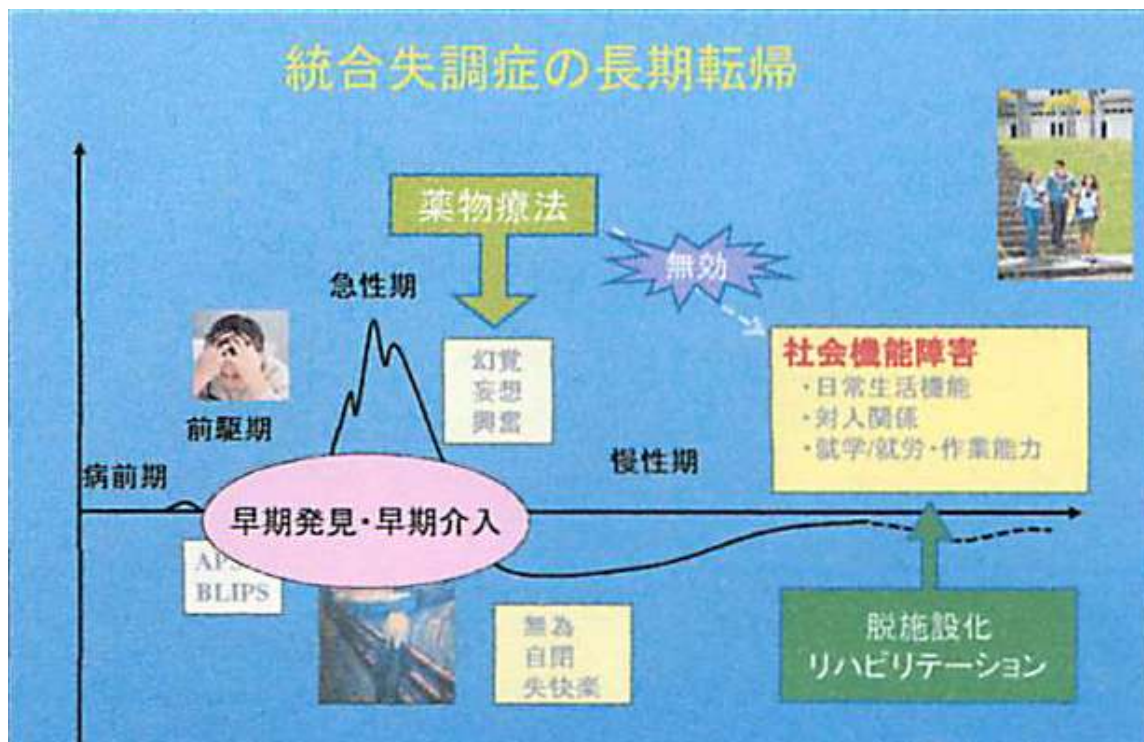 統合失調症の長期転帰
薬物療法
無効
急性期
幻覚
妄想
興奮
社会機能障害
・日常生活機能
・対人関係
・就学/就労・作業能力
前駆期
病前期
慢性期
早期発見・早期介入
APS
BLIPS
無為
自閉
失快楽
脱施設化
リハビリテーション